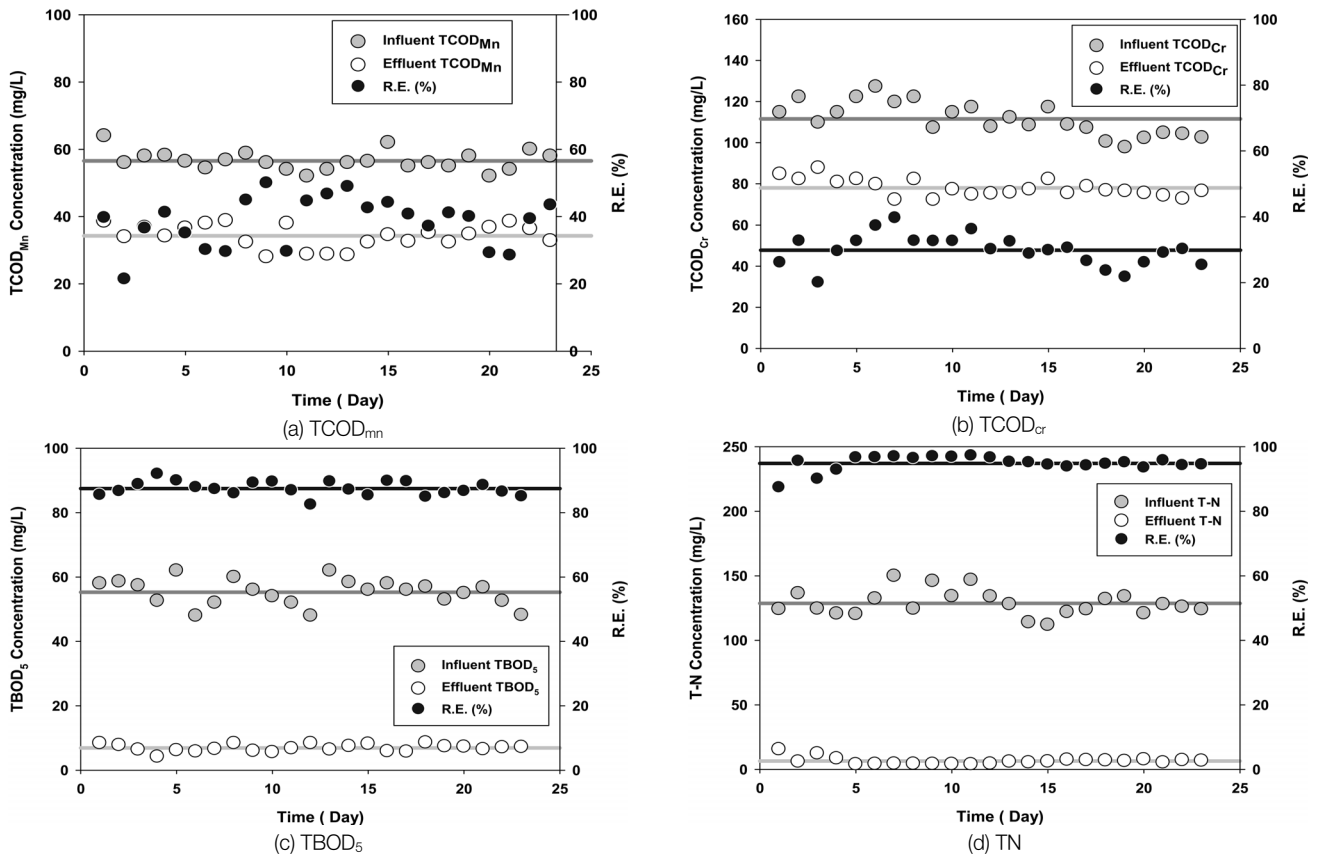 TCODMn Concentration (mg/L)
100
80
60
40
20
0
Influent TCODMn
Effluent TCODMn
R.E. (%)
100
80
60
40
20
0
R.E. (%)
0 5 10 15 20 25
Time ( Day)
(a) TCODmn
TCODCr Concentration (mg/L)
160
140
120
100
80
60
40
20
0
Influent TCODCr
Effluent TCODCr
R.E. (%)
100
80
60
40
20
0
R.E. (%)
0 5 10 15 20 25
Time ( Day)
(b) TCODcr
TBOD5 Concentration (mg/L)
100
80
60
40
20
0
Influent TBOD5
Effluent TBOD5
R.E. (%)
100
80
60
40
20
0
R.E. (%)
0 5 10 15 20 25
Time ( Day)
(c) TBOD5
T-N Concentration (mg/L)
250
200
150
100
50
0
Influent T-N
Effluent T-N
R.E. (%)
100
80
60
40
20
0
R.E. (%)
0 5 10 15 20 25
Time ( Day)
(d) TN